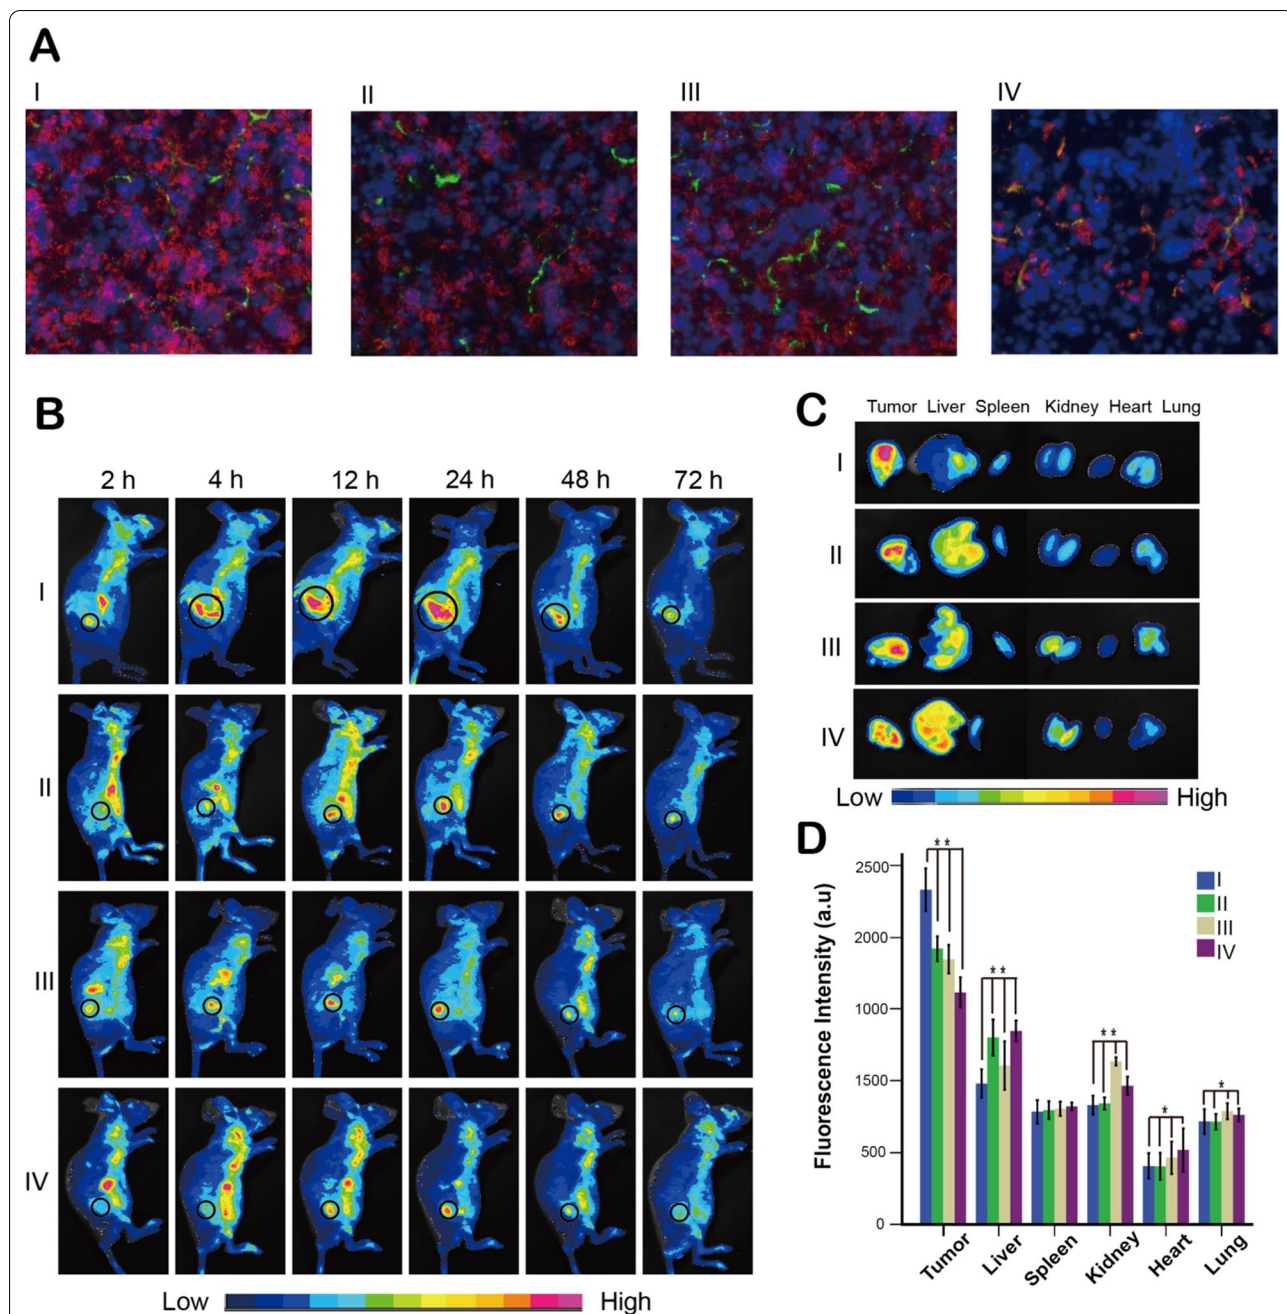 A
I II III IV
B
2 h 4 h 12 h 24 h 48 h 72 h
I
II
III
IV
Low High
C
Tumor Liver Spleen Kidney Heart Lung
I
II
III
IV
Low High
D
Fluorescence Intensity (a.u)
2500
2000
1000
1500
500
0
** ** ** * *
I
II
III
IV
Tumor Liver Spleen Kidney Heart Lung